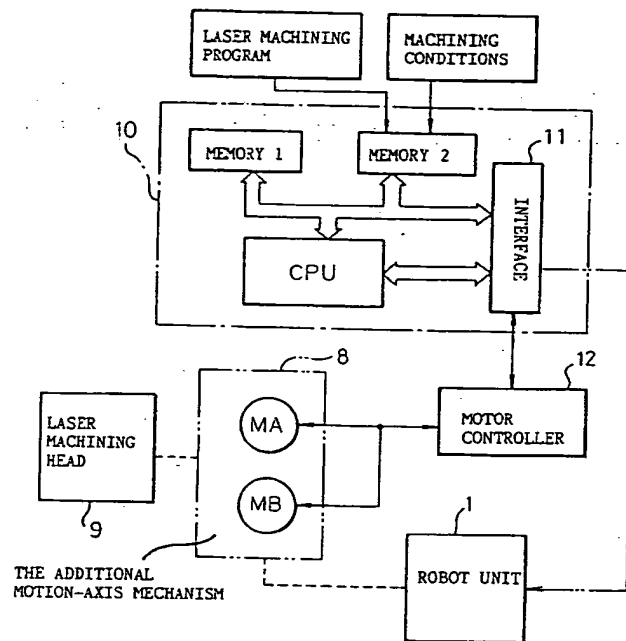 LASER MACHINING
PROGRAM
MACHINING
CONDITIONS
10
MEMORY 1
MEMORY 2
11
INTERFACE
CPU
8
12
LASER
MACHINING
HEAD
MA
MB
MOTOR
CONTROLLER
9
1
THE ADDITIONAL
MOTION-AXIS MECHANISM
ROBOT UNIT